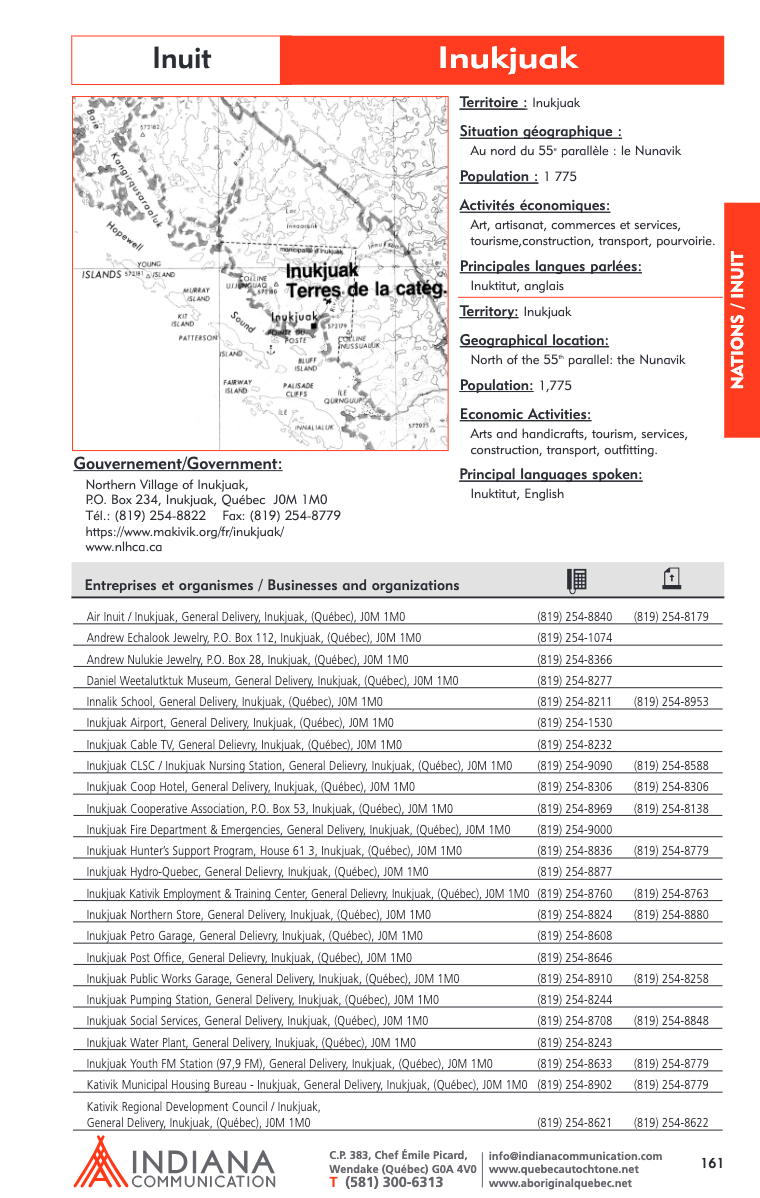 Inuit
Inukjuak
Baie
Kangirqusaraaluk
572182
Hopewell
YOUNG
ISLANDS 572181 ISLAND
MURRAY
ISLAND
KIT
ISLAND
PATTERSON
ISLAND
Sound
COLLINE
572180
municipalité d'Inukjuak
Inukjuak
Terres de la catég.
Inukjuak
572179
POINTE DU
POSTE
COLLINE
BLUFF
ISLAND
FAIRWAY
ISLAND
PALISADE
CLIFFS
ILE
ILE
INNALIALUK
572025
Territoire : Inukjuak
Situation géographique :
Au nord du 55e parallèle : le Nunavik
Population : 1 775
Activités économiques:
Art, artisanat, commerces et services,
tourisme,construction, transport, pourvoirie.
Principales langues parlées:
Inuktitut, anglais
Territory: Inukjuak
Geographical location:
North of the 55th parallel: the Nunavik
Population: 1,775
Economic Activities:
Arts and handicrafts, tourism, services,
construction, transport, outfitting.
Principal languages spoken:
Inuktitut, English
NATIONS / INUIT
Gouvernement/Government:
Northern Village of Inukjuak,
P.O. Box 234, Inukjuak, Québec J0M 1M0
Tél.: (819) 254-8822 Fax: (819) 254-8779
https://www.makivik.org/fr/inukjuak/
www.nlhca.ca
Entreprises et organismes / Businesses and organizations
Air Inuit / Inukjuak, General Delivery, Inukjuak, (Québec), J0M 1M0 (819) 254-8840 (819) 254-8179
Andrew Echalook Jewelry, P.O. Box 112, Inukjuak, (Québec), J0M 1M0 (819) 254-1074
Andrew Nulukie Jewelry, P.O. Box 28, Inukjuak, (Québec), J0M 1M0 (819) 254-8366
Daniel Weetalutktuk Museum, General Delivery, Inukjuak, (Québec), J0M 1M0 (819) 254-8277
Innalik School, General Delivery, Inukjuak, (Québec), J0M 1M0 (819) 254-8211 (819) 254-8953
Inukjuak Airport, General Delivery, Inukjuak, (Québec), J0M 1M0 (819) 254-1530
Inukjuak Cable TV, General Delievry, Inukjuak, (Québec), J0M 1M0 (819) 254-8232
Inukjuak CLSC / Inukjuak Nursing Station, General Delievry, Inukjuak, (Québec), J0M 1M0 (819) 254-9090 (819) 254-8588
Inukjuak Coop Hotel, General Delivery, Inukjuak, (Québec), J0M 1M0 (819) 254-8306 (819) 254-8306
Inukjuak Cooperative Association, P.O. Box 53, Inukjuak, (Québec), J0M 1M0 (819) 254-8969 (819) 254-8138
Inukjuak Fire Department & Emergencies, General Delivery, Inukjuak, (Québec), J0M 1M0 (819) 254-9000
Inukjuak Hunter's Support Program, House 61 3, Inukjuak, (Québec), J0M 1M0 (819) 254-8836 (819) 254-8779
Inukjuak Hydro-Quebec, General Delievry, Inukjuak, (Québec), J0M 1M0 (819) 254-8877
Inukjuak Kativik Employment & Training Center, General Delievry, Inukjuak, (Québec), J0M 1M0 (819) 254-8760 (819) 254-8763
Inukjuak Northern Store, General Delivery, Inukjuak, (Québec), J0M 1M0 (819) 254-8824 (819) 254-8880
Inukjuak Petro Garage, General Delievry, Inukjuak, (Québec), J0M 1M0 (819) 254-8608
Inukjuak Post Office, General Delievry, Inukjuak, (Québec), J0M 1M0 (819) 254-8646
Inukjuak Public Works Garage, General Delivery, Inukjuak, (Québec), J0M 1M0 (819) 254-8910 (819) 254-8258
Inukjuak Pumping Station, General Delivery, Inukjuak, (Québec), J0M 1M0 (819) 254-8244
Inukjuak Social Services, General Delivery, Inukjuak, (Québec), J0M 1M0 (819) 254-8708 (819) 254-8848
Inukjuak Water Plant, General Delivery, Inukjuak, (Québec), J0M 1M0 (819) 254-8243
Inukjuak Youth FM Station (97,9 FM), General Delivery, Inukjuak, (Québec), J0M 1M0 (819) 254-8633 (819) 254-8779
Kativik Municipal Housing Bureau - Inukjuak, General Delivery, Inukjuak, (Québec), J0M 1M0 (819) 254-8902 (819) 254-8779
Kativik Regional Development Council / Inukjuak,
General Delivery, Inukjuak, (Québec), J0M 1M0 (819) 254-8621 (819) 254-8622
INDIANA
COMMUNICATION
C.P. 383, Chef Émile Picard,
Wendake (Québec) G0A 4V0
T (581) 300-6313
info@indianacommunication.com
www.quebecautochtone.net
www.aboriginalquebec.net
161